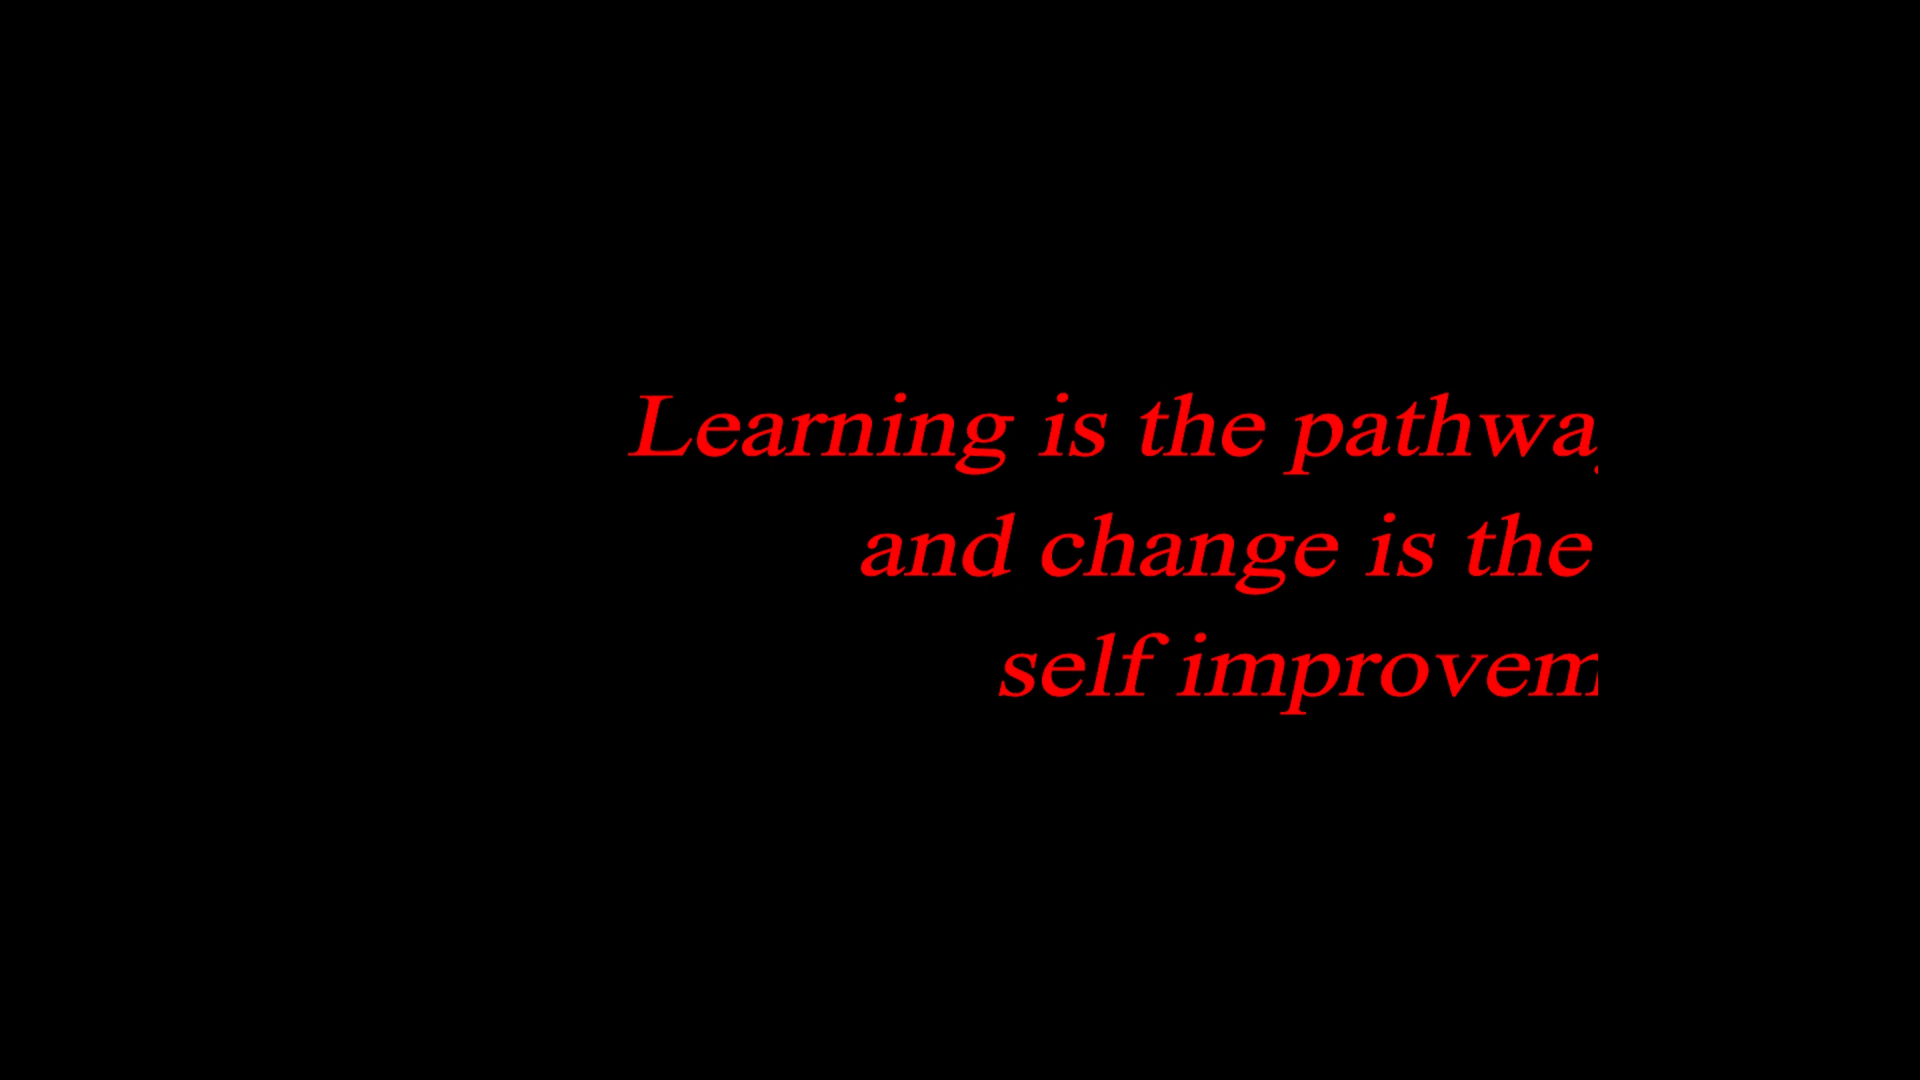 Learning is the pathwa
and change is the
self improvem